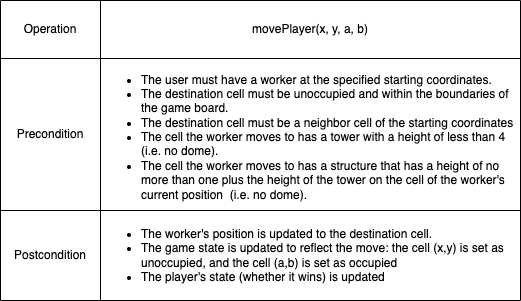 Operation
movePlayer(x, y, a, b)
Precondition
• The user must have a worker at the specified starting coordinates.
• The destination cell must be unoccupied and within the boundaries
of the game board.
• The destination cell must be a neighbor cell of the starting coordinates
• The cell the worker moves to has a tower with a height of less than 4
(i.e. no dome).
• The cell the worker moves to has a structure that has a height of no
more than one plus the height of the tower on the cell of the worker's
current position (i.e. no dome).
Postcondition
• The worker's position is updated to the destination cell.
• The game state is updated to reflect the move: the cell (x,y) is set as
unoccupied, and the cell (a,b) is set as occupied
• The player's state (whether it wins) is updated